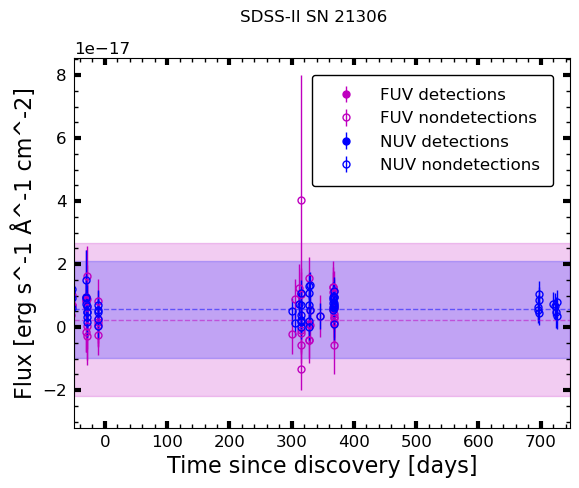 SDSS-II SN 21306
1e−17
8
6
4
2
0
−2
Flux [erg s^-1 Å^-1 cm^-2]
FUV detections
FUV nondetections
NUV detections
NUV nondetections
0 100 200 300 400 500 600 700
Time since discovery [days]